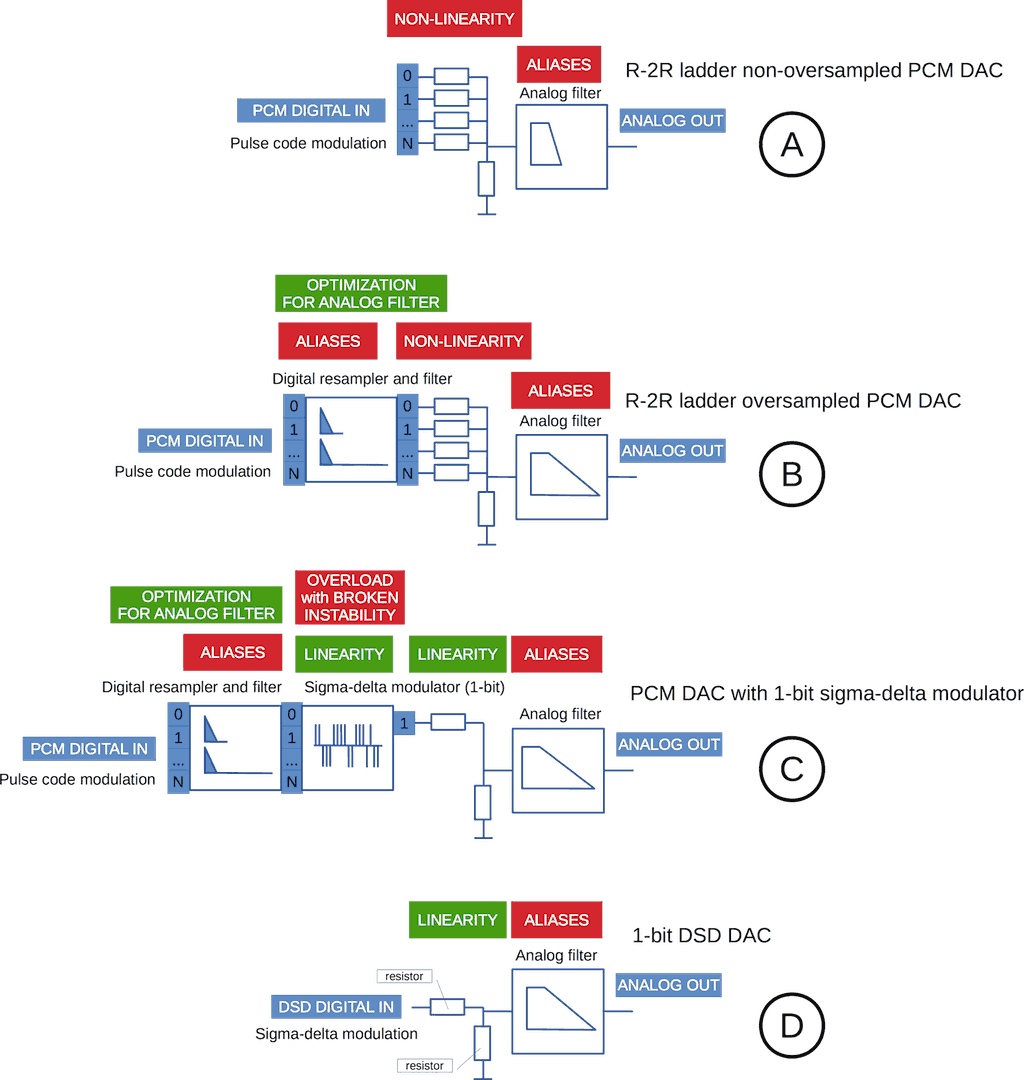 NON-LINEARITY
ALIASES
R-2R ladder non-oversampled PCM DAC
Analog filter
0
1
...
N
PCM DIGITAL IN
Pulse code modulation
ANALOG OUT
A
OPTIMIZATION
FOR ANALOG FILTER
ALIASES
NON-LINEARITY
Digital resampler and filter
ALIASES
R-2R ladder oversampled PCM DAC
Analog filter
0
1
...
N
0
1
...
N
PCM DIGITAL IN
Pulse code modulation
ANALOG OUT
B
OPTIMIZATION
FOR ANALOG FILTER
OVERLOAD
with BROKEN
INSTABILITY
ALIASES
LINEARITY
LINEARITY
ALIASES
Digital resampler and filter
Sigma-delta modulator (1-bit)
PCM DAC with 1-bit sigma-delta modulator
Analog filter
0
1
...
N
0
1
...
N
1
PCM DIGITAL IN
Pulse code modulation
ANALOG OUT
C
LINEARITY
ALIASES
1-bit DSD DAC
Analog filter
resistor
DSD DIGITAL IN
Sigma-delta modulation
resistor
ANALOG OUT
D